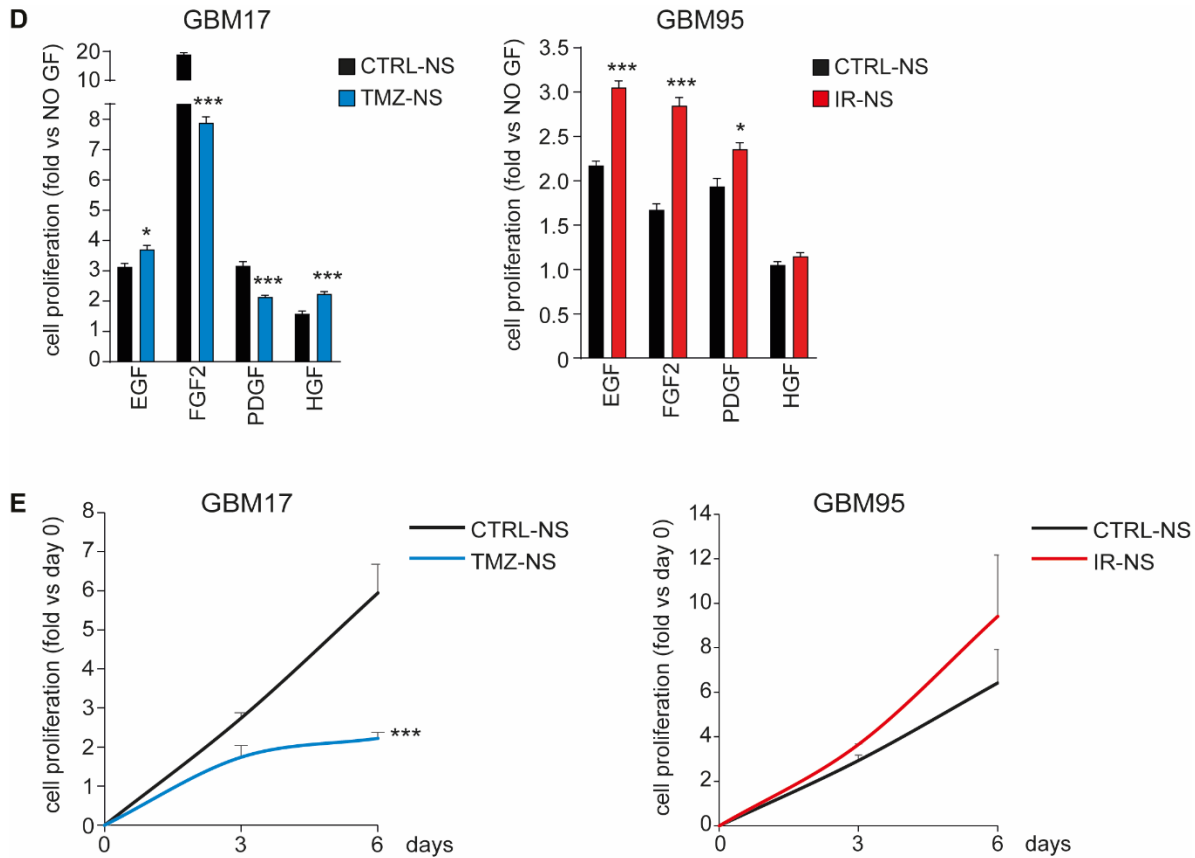 D
GBM17
cell proliferation (fold vs NO GF)
20
10
8
7
6
5
4
3
2
1
0
***
*
***
***
CTRL-NS
TMZ-NS
EGF
FGF2
PDGF
HGF
GBM95
cell proliferation (fold vs NO GF)
3.5
3.0
2.5
2.0
1.5
1.0
0.5
0
***
***
*
CTRL-NS
IR-NS
EGF
FGF2
PDGF
HGF
E
GBM17
cell proliferation (fold vs day 0)
8
7
6
5
4
3
2
1
0
CTRL-NS
TMZ-NS
***
0 3 6 days
GBM95
cell proliferation (fold vs day 0)
14
12
10
8
6
4
2
0
CTRL-NS
IR-NS
0 3 6 days